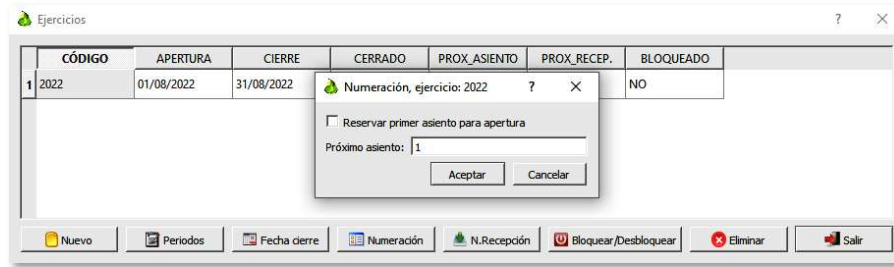 Ejercicios ? ×
CÓDIGO APERTURA CIERRE CERRADO PROX_ASIENTO PROX_RECEP. BLOQUEADO
1 2022 01/08/2022 31/08/2022 NO
Numeración, ejercicio: 2022 ? ×
Reservar primer asiento para apertura
Próximo asiento: 1
Aceptar Cancelar
Nuevo Periodos Fecha cierre Numeración N.Recepción Bloquear/Desbloquear Eliminar Salir